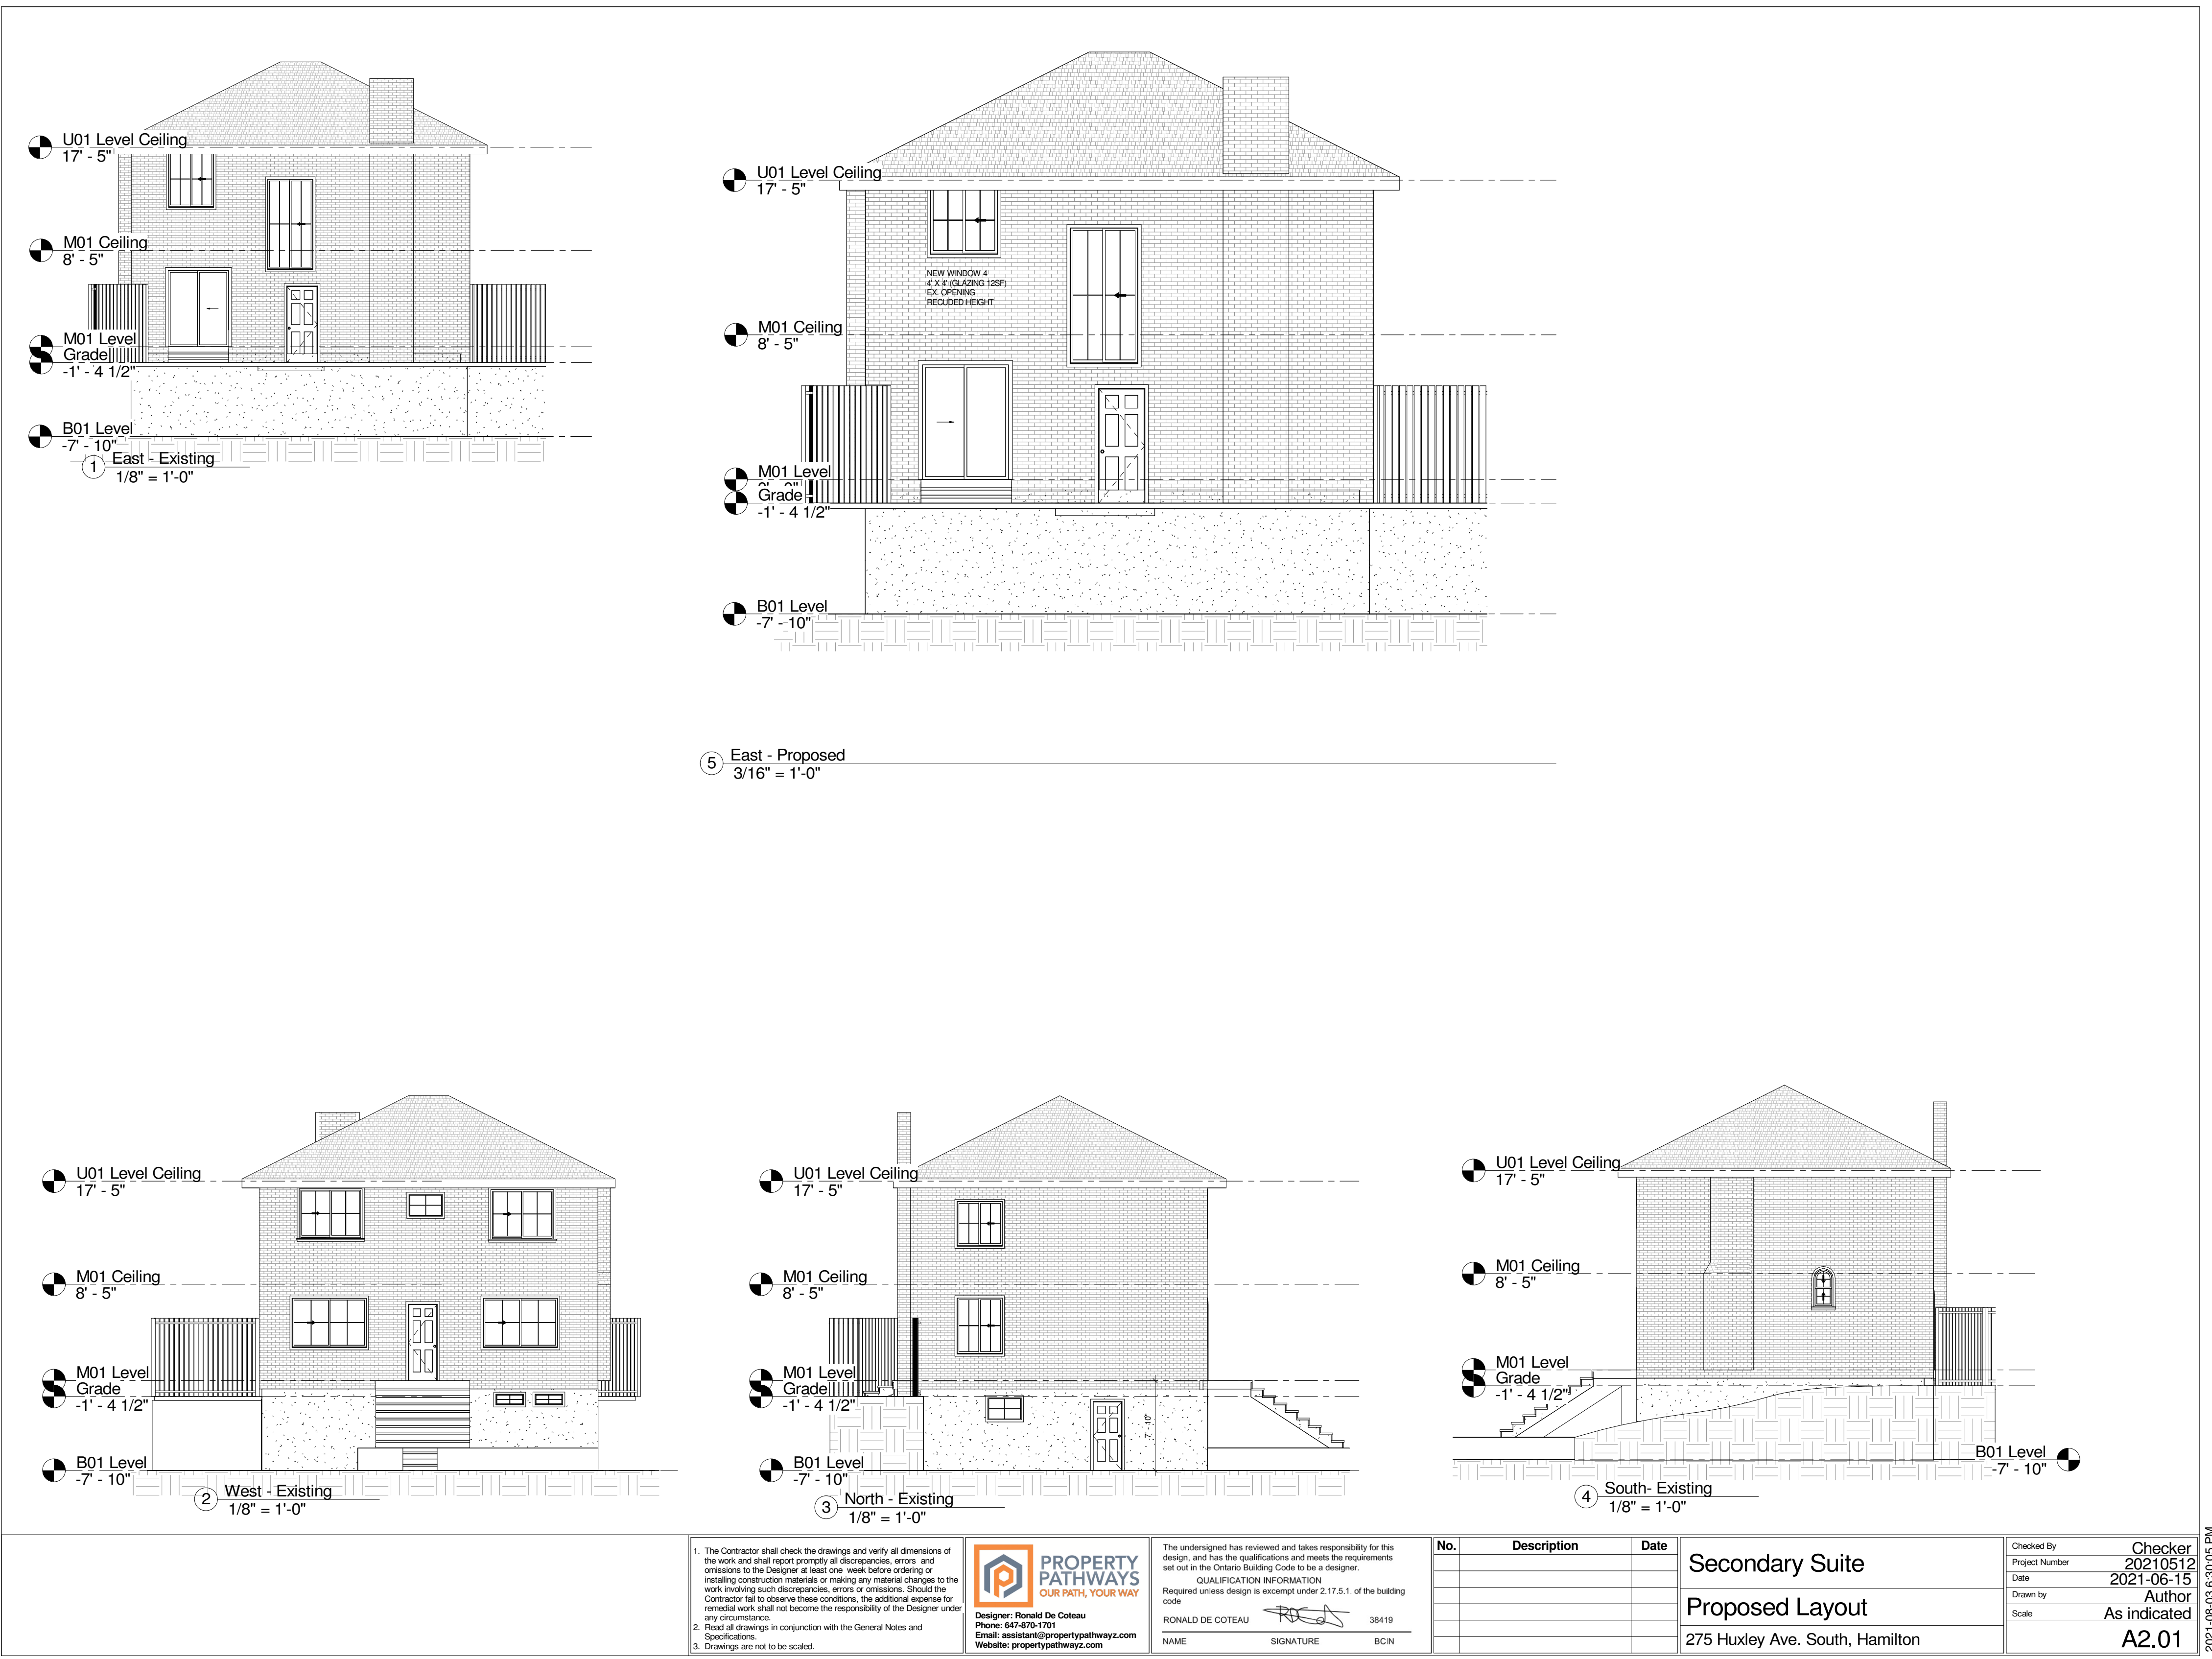 U01 Level Ceiling
17' - 5"
M01 Ceiling
8' - 5"
M01 Level
Grade
-1' - 4 1/2"
B01 Level
-7' - 10"
1 East - Existing
1/8" = 1'-0"
U01 Level Ceiling
17' - 5"
NEW WINDOW 4
4' X 4' (GLAZING 12SF)
EX. OPENING
RECUDED HEIGHT
M01 Ceiling
8' - 5"
M01 Level
Grade
-1' - 4 1/2"
B01 Level
-7' - 10"
5 East - Proposed
3/16" = 1'-0"
U01 Level Ceiling
17' - 5"
M01 Ceiling
8' - 5"
M01 Level
Grade
-1' - 4 1/2"
B01 Level
-7' - 10"
2 West - Existing
1/8" = 1'-0"
U01 Level Ceiling
17' - 5"
M01 Ceiling
8' - 5"
M01 Level
Grade
-1' - 4 1/2"
7' - 10"
B01 Level
-7' - 10"
3 North - Existing
1/8" = 1'-0"
U01 Level Ceiling
17' - 5"
M01 Ceiling
8' - 5"
M01 Level
Grade
-1' - 4 1/2"
B01 Level
-7' - 10"
4 South- Existing
1/8" = 1'-0"
1. The Contractor shall check the drawings and verify all dimensions of
the work and shall report promptly all discrepancies, errors and
omissions to the Designer at least one week before ordering or
installing construction materials or making any material changes to the
work involving such discrepancies, errors or omissions. Should the
Contractor fail to observe these conditions, the additional expense for
remedial work shall not become the responsibility of the Designer under
any circumstance.
2. Read all drawings in conjunction with the General Notes and
Specifications.
3. Drawings are not to be scaled.
PROPERTY
PATHWAYS
OUR PATH, YOUR WAY
Designer: Ronald De Coteau
Phone: 647-870-1701
Email: assistant@propertypathwayz.com
Website: propertypathwayz.com
The undersigned has reviewed and takes responsibility for this
design, and has the qualifications and meets the requirements
set out in the Ontario Building Code to be a designer.
QUALIFICATION INFORMATION
Required unless design is excempt under 2.17.5.1. of the building
code
RONALD DE COTEAU 38419
NAME SIGNATURE BCIN
No. Description Date
Secondary Suite
Proposed Layout
275 Huxley Ave. South, Hamilton
Checked By Checker
Project Number 20210512
Date 2021-06-15
Drawn by Author
Scale As indicated
A2.01
2021-08-03 6:30:05 PM